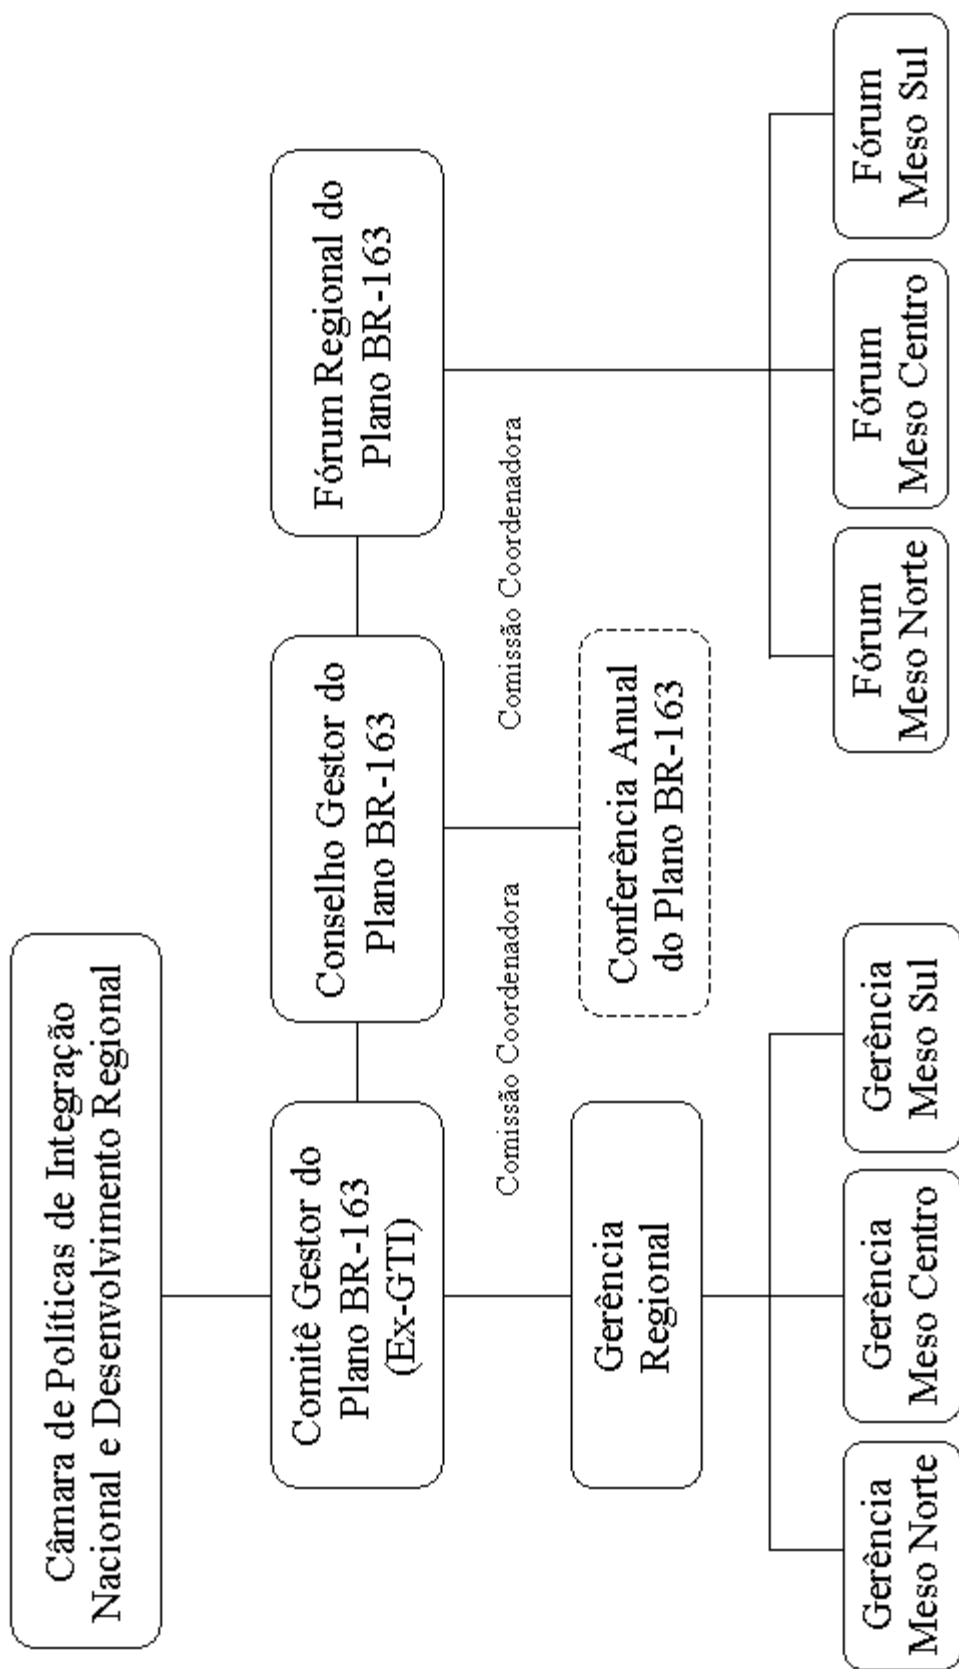 Câmara de Políticas de Integração
Nacional e Desenvolvimento Regional
Comitê Gestor do
Plano BR-163
(Ex-GTI)
Conselho Gestor do
Plano BR-163
Fórum Regional do
Plano BR-163
Comissão Coordenadora
Comissão Coordenadora
Gerência
Regional
Conferência Anual
do Plano BR-163
Gerência
Meso Norte
Gerência
Meso Centro
Gerência
Meso Sul
Fórum
Meso Norte
Fórum
Meso Centro
Fórum
Meso Sul